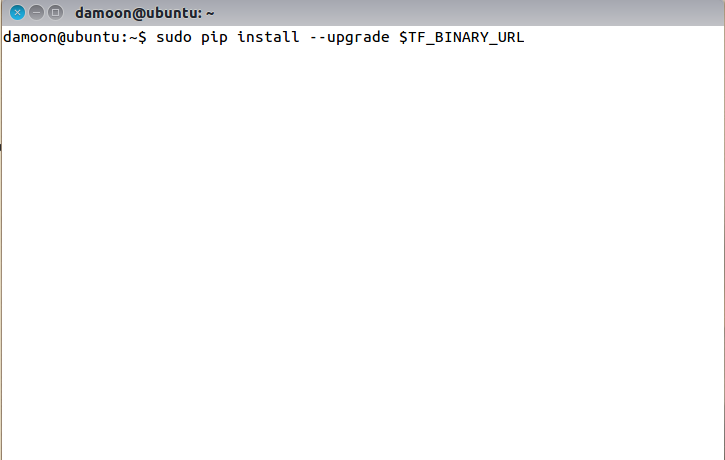 damoon@ubuntu: ~
damoon@ubuntu:~$ sudo pip install --upgrade $TF_BINARY_URL